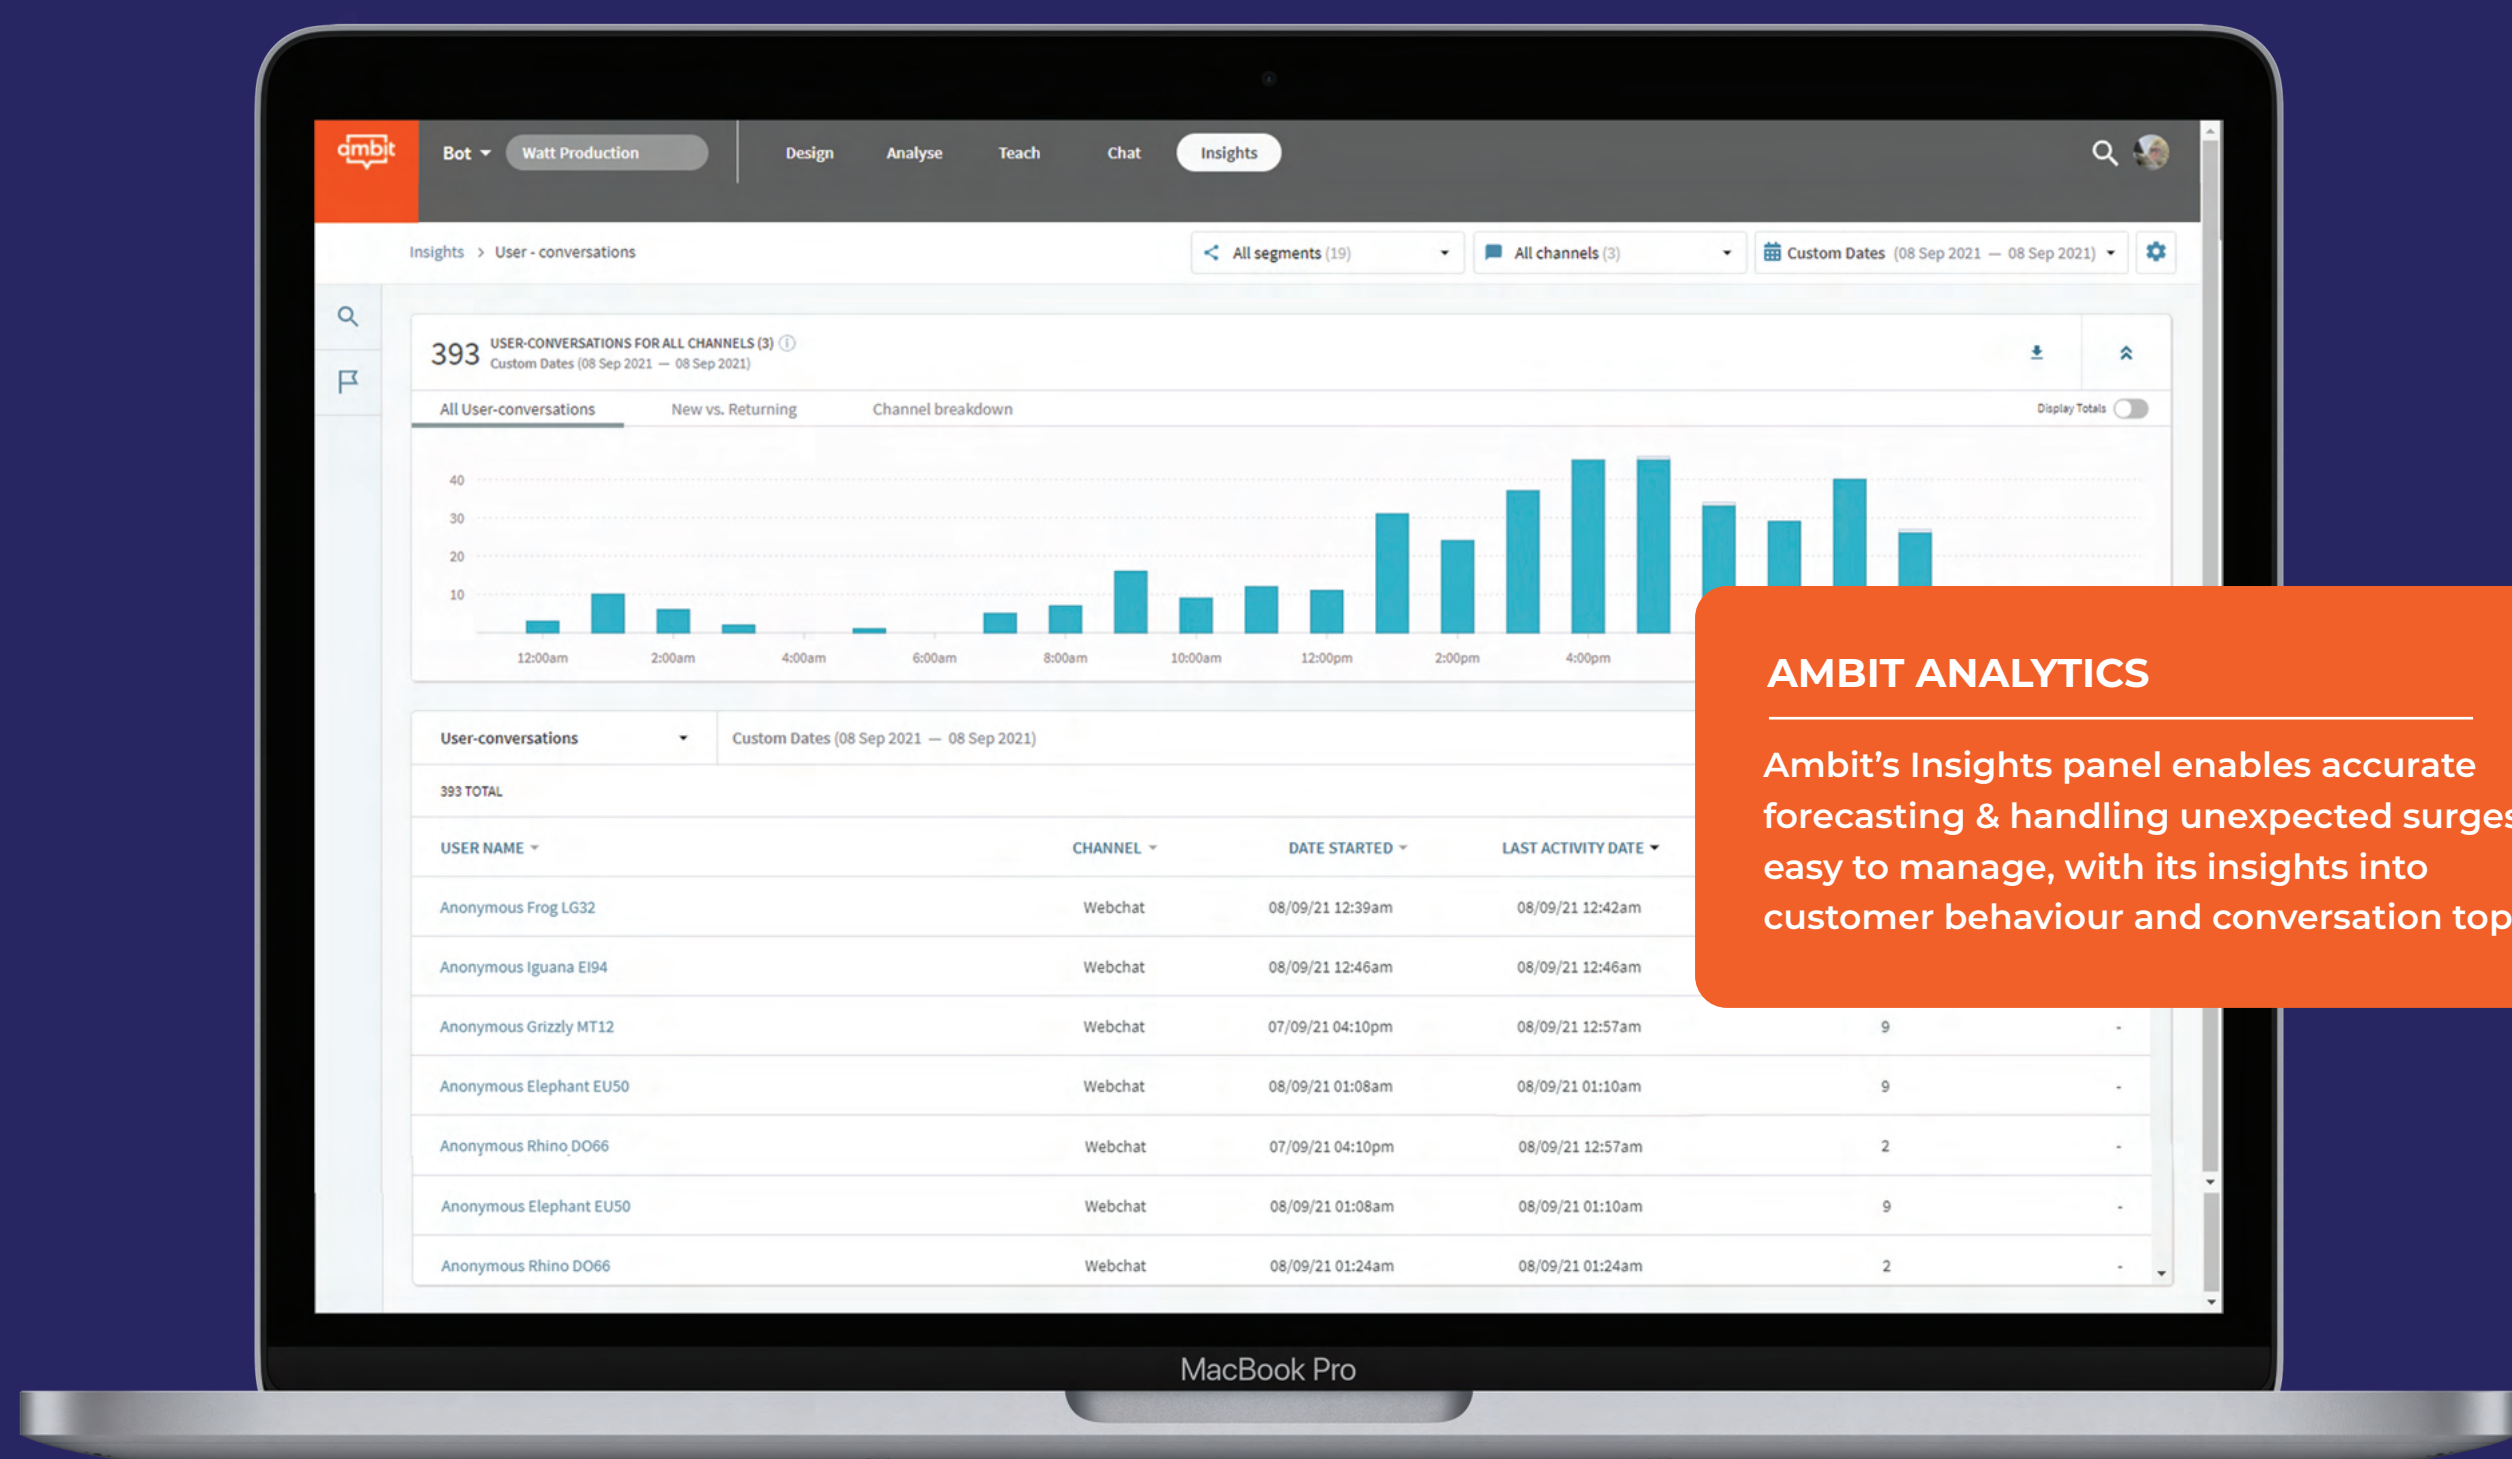 ambit
Bot
Watt Production
Design
Analyse
Teach
Chat
Insights
Insights > User - conversations
All segments (19)
All channels (3)
Custom Dates (08 Sep 2021 — 08 Sep 2021)
393
USER-CONVERSATIONS FOR ALL CHANNELS (3)
Custom Dates (08 Sep 2021 — 08 Sep 2021)
All User-conversations
New vs. Returning
Channel breakdown
Display Totals
40
30
20
10
12:00am 2:00am 4:00am 6:00am 8:00am 10:00am 12:00pm 2:00pm 4:00pm
User-conversations
Custom Dates (08 Sep 2021 — 08 Sep 2021)
393 TOTAL
USER NAME CHANNEL DATE STARTED LAST ACTIVITY DATE
Anonymous Frog LG32 Webchat 08/09/21 12:39am 08/09/21 12:42am
Anonymous Iguana EI94 Webchat 08/09/21 12:46am 08/09/21 12:46am
Anonymous Grizzly MT12 Webchat 07/09/21 04:10pm 08/09/21 12:57am 9 -
Anonymous Elephant EU50 Webchat 08/09/21 01:08am 08/09/21 01:10am 9 -
Anonymous Rhino DO66 Webchat 07/09/21 04:10pm 08/09/21 12:57am 2 -
Anonymous Elephant EU50 Webchat 08/09/21 01:08am 08/09/21 01:10am 9 -
Anonymous Rhino DO66 Webchat 08/09/21 01:24am 08/09/21 01:24am 2 -
AMBIT ANALYTICS
Ambit's Insights panel enables accurate
forecasting & handling unexpected surges
easy to manage, with its insights into
customer behaviour and conversation top
MacBook Pro